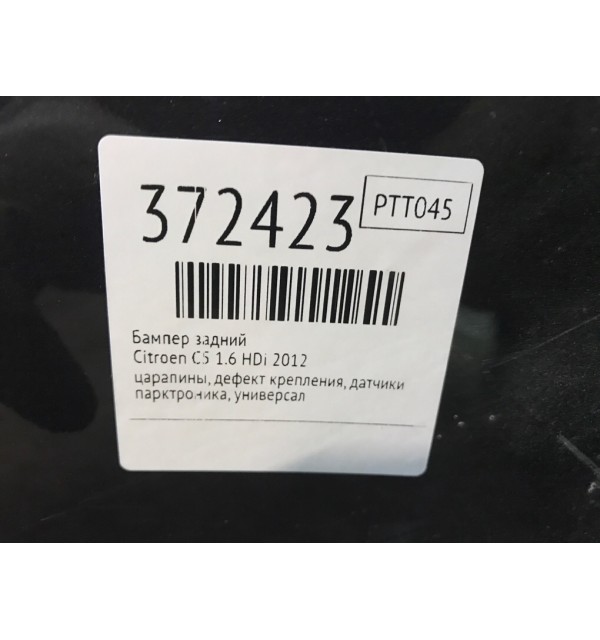 372423
PTT045
Бампер задний
Citroen C5 1.6 HDi 2012
царапины, дефект крепления, датчики
парктроника, универсал